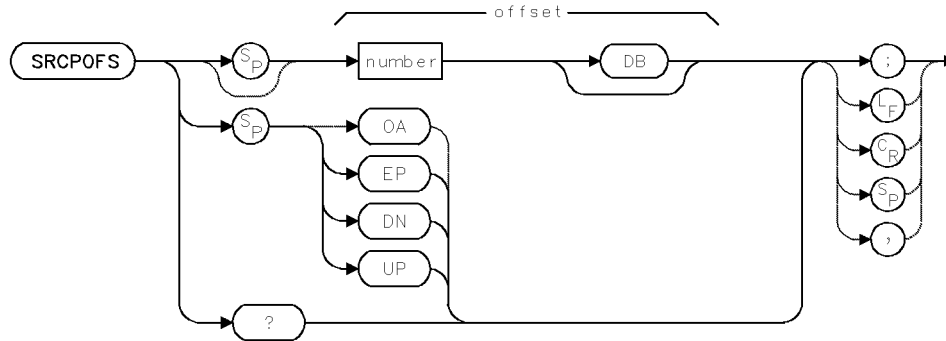 offset
SRCPOFS SP number DB ;
SP OA LF
EP CR
DN SP
UP ,
?